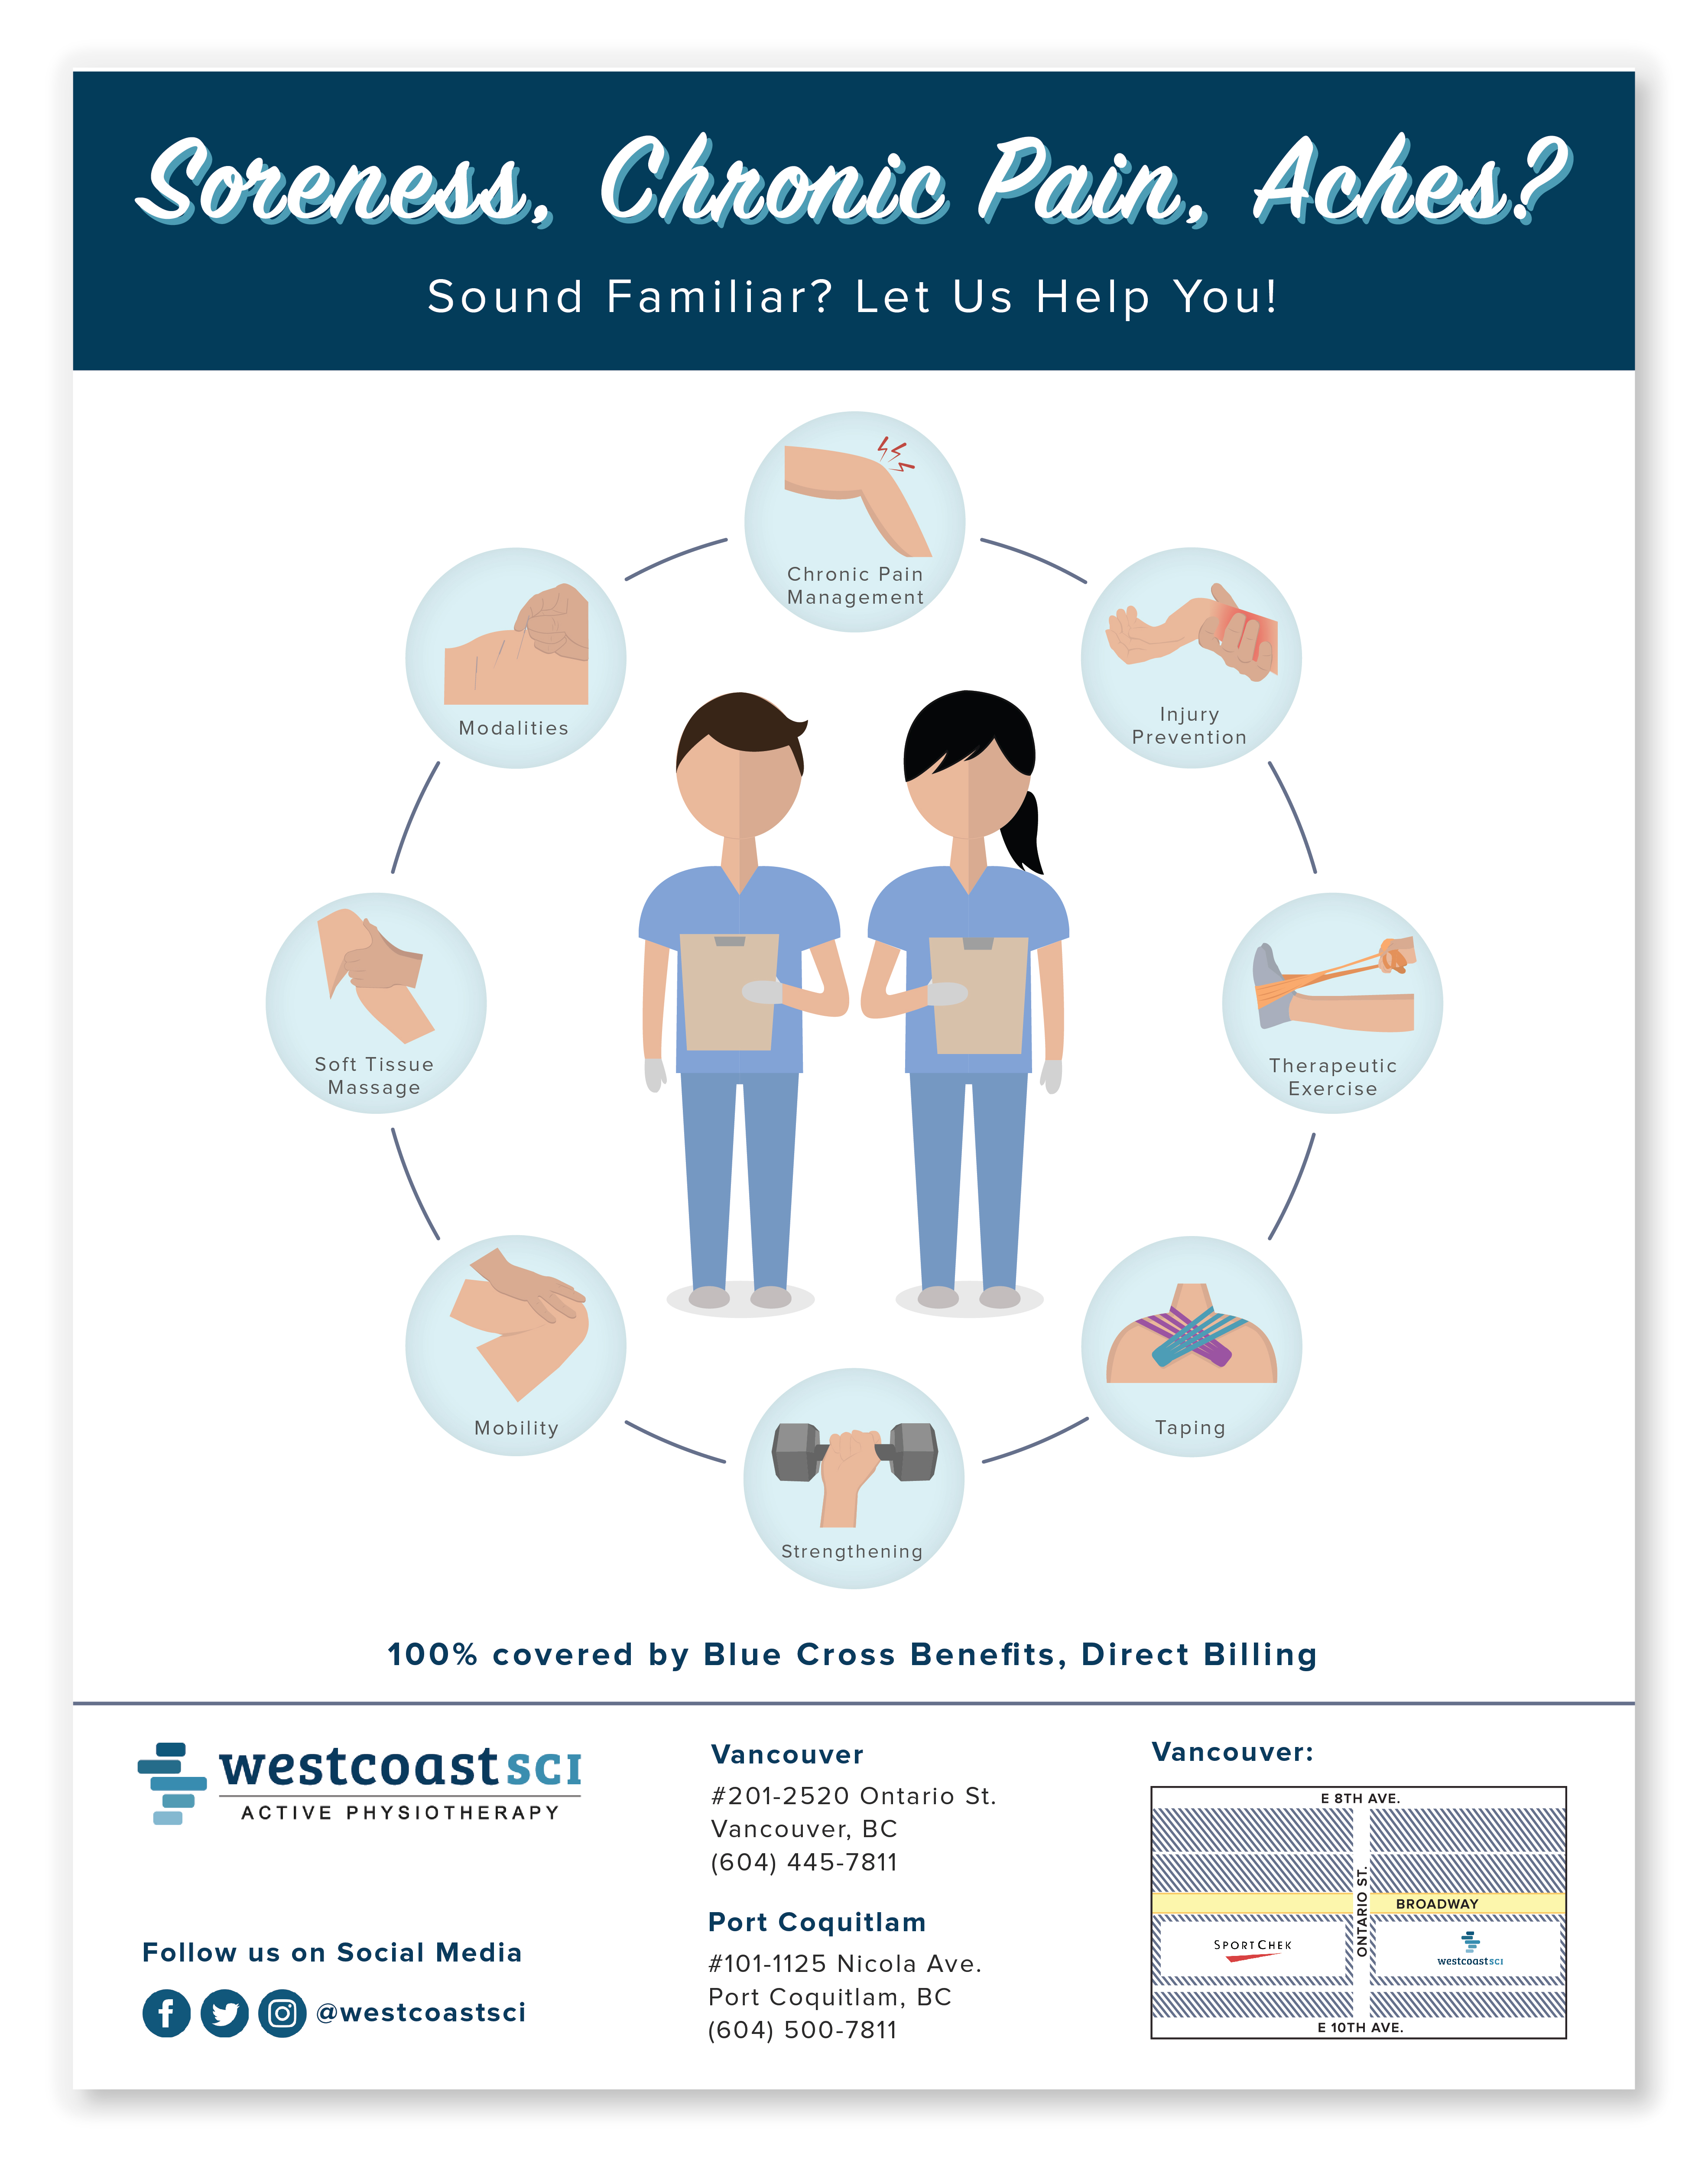 Soreness, Chronic Pain, Aches?
Sound Familiar? Let Us Help You!
Chronic Pain
Management
Modalities
Injury
Prevention
Soft Tissue
Massage
Therapeutic
Exercise
Mobility
Taping
Strengthening
100% covered by Blue Cross Benefits, Direct Billing
westcoast SCI
ACTIVE PHYSIOTHERAPY
Follow us on Social Media
@westcoastsci
Vancouver
#201-2520 Ontario St.
Vancouver, BC
(604) 445-7811
Port Coquitlam
#101-1125 Nicola Ave.
Port Coquitlam, BC
(604) 500-7811
Vancouver:
E 8TH AVE.
ONTARIO ST.
BROADWAY
SPORTCHEK
westcoast SCI
E 10TH AVE.